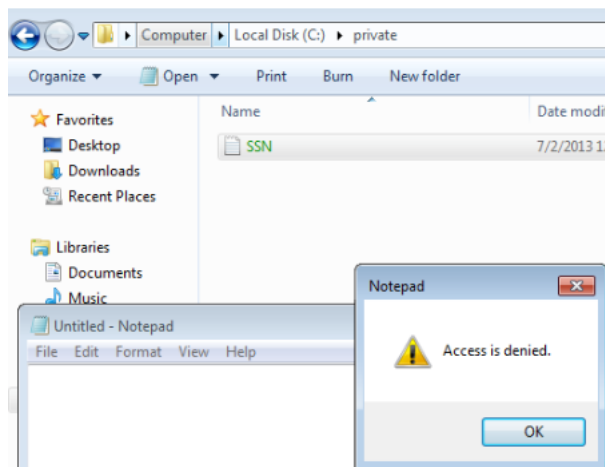 Computer Local Disk (C:) private
Organize Open Print Burn New folder
Name Date modi
Favorites
SSN 7/2/2013 1
Desktop
Downloads
Recent Places
Libraries
Documents
Music
Notepad
Access is denied.
OK
Untitled - Notepad
File Edit Format View Help